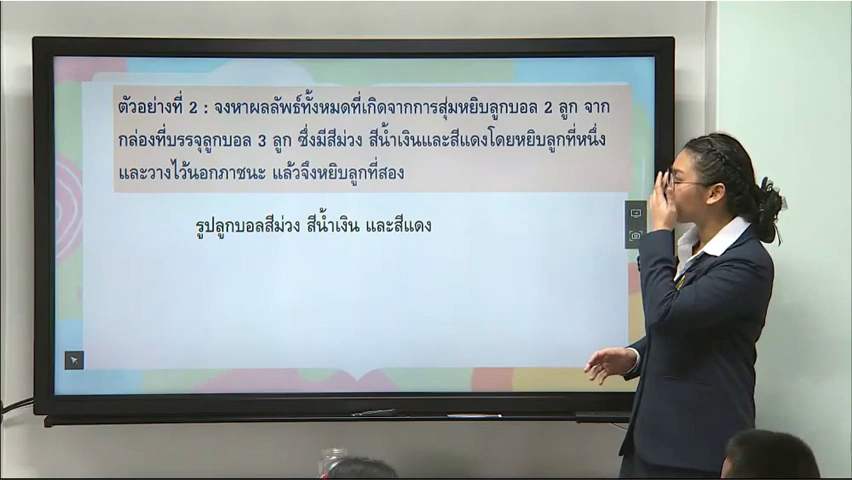 ตัวอย่างที่ 2 : จงหาผลลัพธ์ทั้งหมดที่เกิดจากการสุ่มหยิบลูกบอล 2 ลูก จาก
กล่องที่บรรจุลูกบอล 3 ลูก ซึ่งมีสีม่วง สีน้ำเงินและสีแดงโดยหยิบลูกที่หนึ่ง
และวางไว้นอกภาชนะ แล้วจึงหยิบลูกที่สอง
รูปลูกบอลสีม่วง สีน้ำเงิน และสีแดง